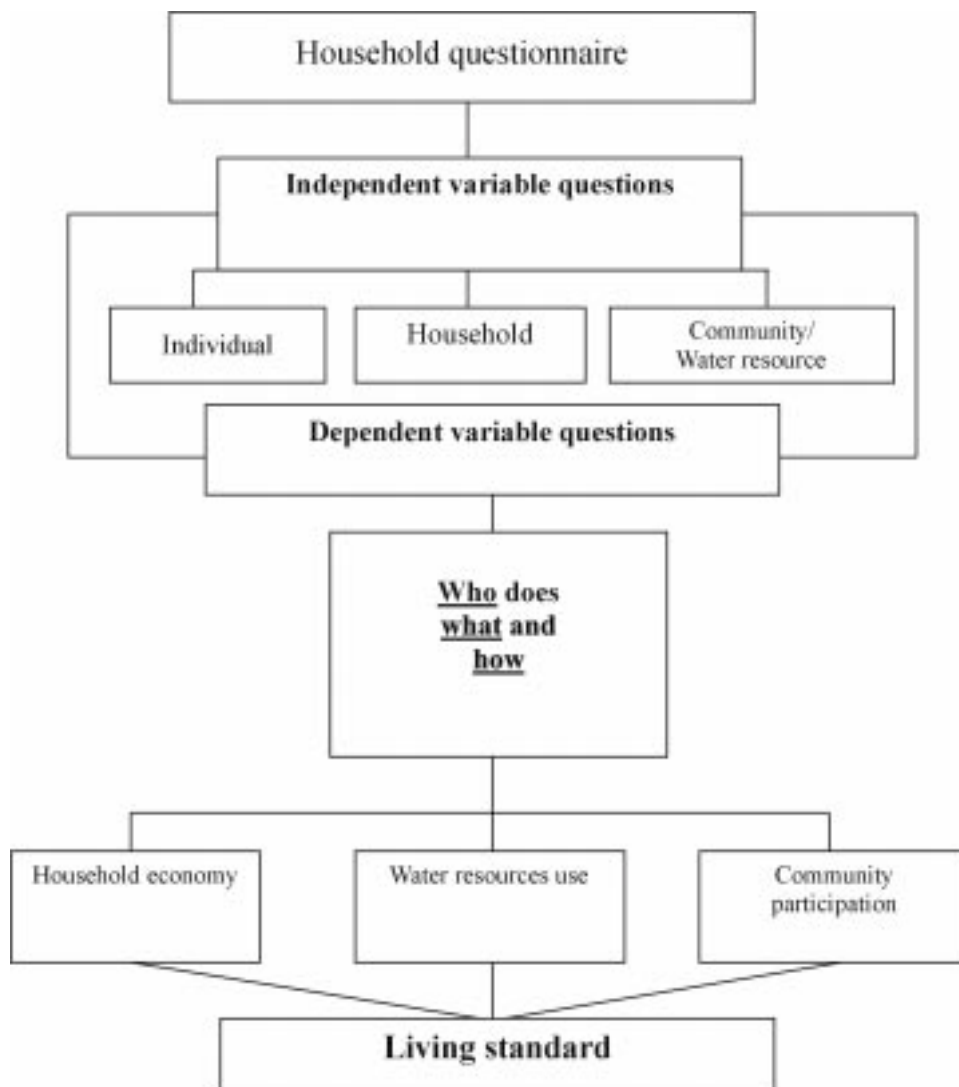 Household questionnaire
Independent variable questions
Individual
Household
Community/
Water resource
Dependent variable questions
Who does
what and
how
Household economy
Water resources use
Community
participation
Living standard